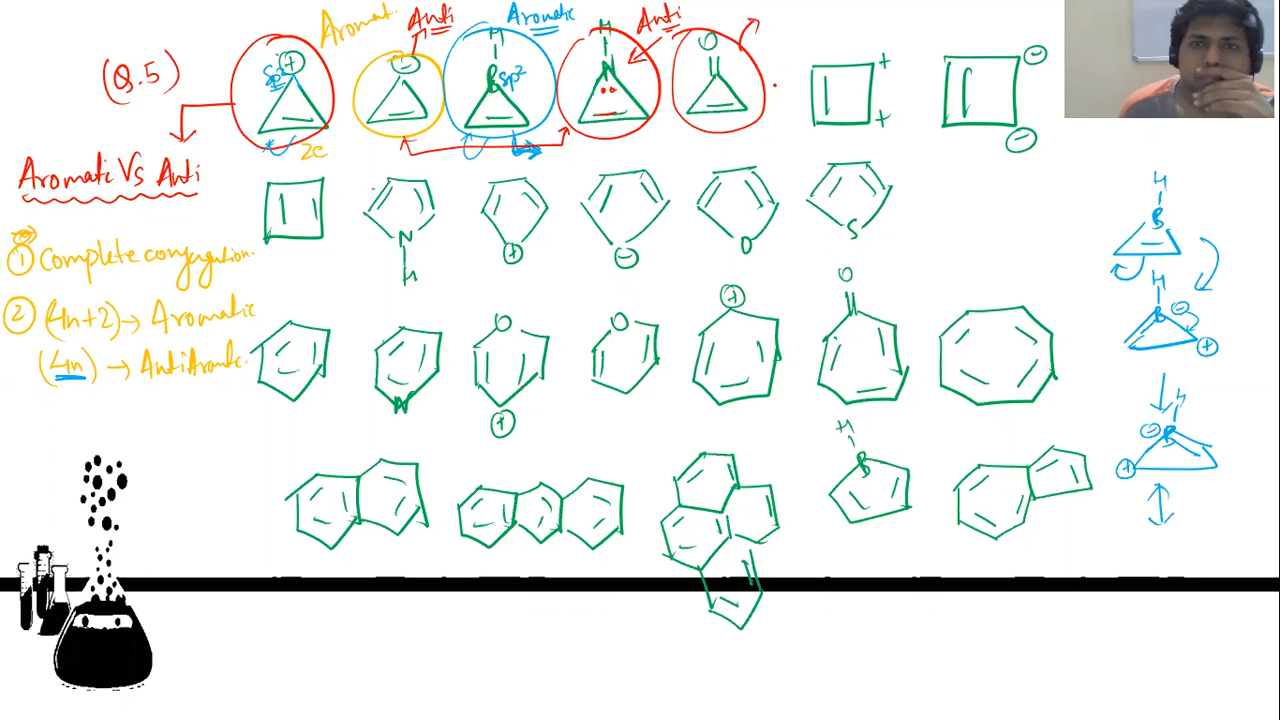 Aromat. Anti Aromatic Anti
H H
(Q.5) Sp² ⊕ ⊖ B Sp² N O + ⊖
+ ⊖
2e
Aromatic Vs Anti
① Complete conjugation.
② (4n+2) → Aromatic
(4n) → AntiAromtc.
N ⊕ ⊖ O S
H
O O ⊕ O
N ⊕
H
B
H
B
H
B ⊖
⊕
H
⊖ B
⊕